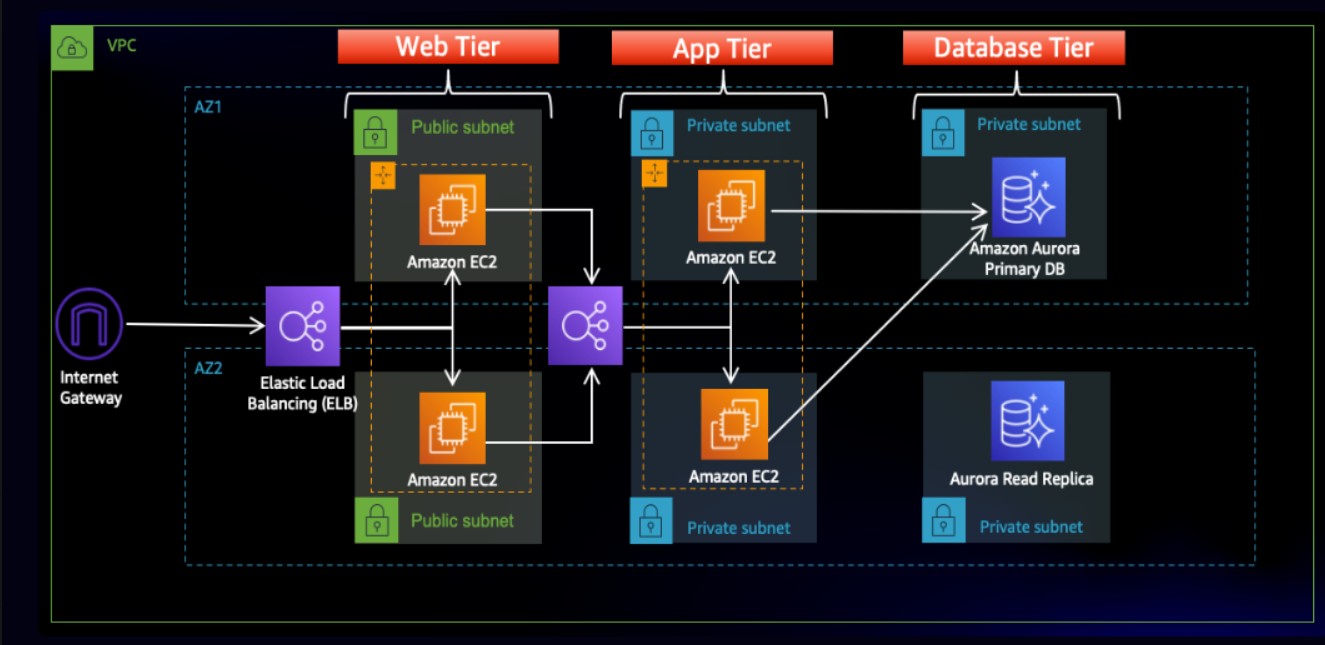 VPC
Web Tier
App Tier
Database Tier
AZ1
Public subnet
Private subnet
Private subnet
Amazon EC2
Amazon EC2
Amazon Aurora
Primary DB
Internet
Gateway
Elastic Load
Balancing (ELB)
AZ2
Amazon EC2
Amazon EC2
Aurora Read Replica
Public subnet
Private subnet
Private subnet